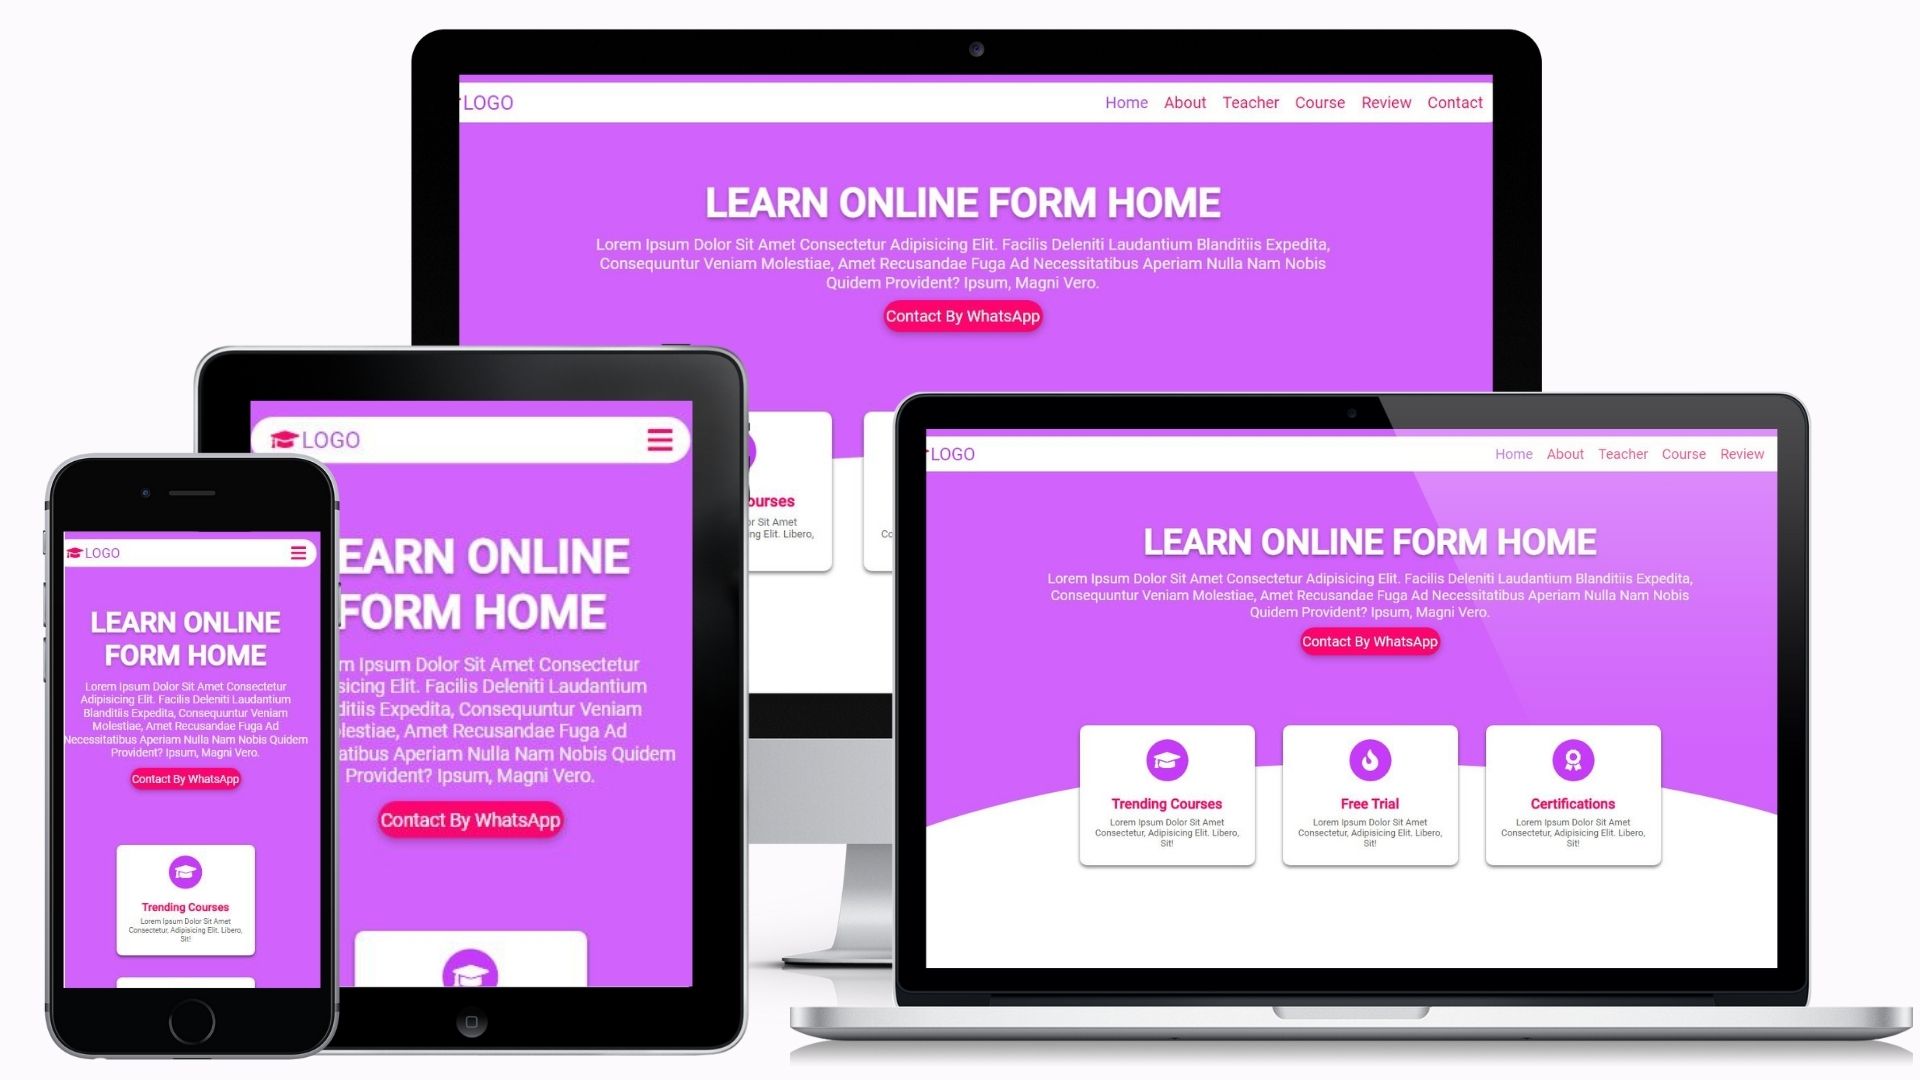 LOGO
Home About Teacher Course Review Contact
LEARN ONLINE FORM HOME
Lorem Ipsum Dolor Sit Amet Consectetur Adipisicing Elit. Facilis Deleniti Laudantium Blanditiis Expedita,
Consequuntur Veniam Molestiae, Amet Recusandae Fuga Ad Necessitatibus Aperiam Nulla Nam Nobis
Quidem Provident? Ipsum, Magni Vero.
Contact By WhatsApp
ourses
or Sit Amet
ng Elit. Libero,
Co
LOGO
EARN ONLINE
FORM HOME
m Ipsum Dolor Sit Amet Consectetur
sicing Elit. Facilis Deleniti Laudantium
ditiis Expedita, Consequuntur Veniam
lestiae, Amet Recusandae Fuga Ad
atibus Aperiam Nulla Nam Nobis Quidem
Provident? Ipsum, Magni Vero.
Contact By WhatsApp
LOGO
LEARN ONLINE
FORM HOME
Lorem Ipsum Dolor Sit Amet Consectetur
Adipisicing Elit. Facilis Deleniti Laudantium
Blanditiis Expedita, Consequuntur Veniam
Molestiae, Amet Recusandae Fuga Ad
Necessitatibus Aperiam Nulla Nam Nobis Quidem
Provident? Ipsum, Magni Vero.
Contact By WhatsApp
Trending Courses
Lorem Ipsum Dolor Sit Amet
Consectetur, Adipisicing Elit. Libero,
Sit!
LOGO
Home About Teacher Course Review
LEARN ONLINE FORM HOME
Lorem Ipsum Dolor Sit Amet Consectetur Adipisicing Elit. Facilis Deleniti Laudantium Blanditiis Expedita,
Consequuntur Veniam Molestiae, Amet Recusandae Fuga Ad Necessitatibus Aperiam Nulla Nam Nobis
Quidem Provident? Ipsum, Magni Vero.
Contact By WhatsApp
Trending Courses
Lorem Ipsum Dolor Sit Amet
Consectetur, Adipisicing Elit. Libero,
Sit!
Free Trial
Lorem Ipsum Dolor Sit Amet
Consectetur, Adipisicing Elit. Libero,
Sit!
Certifications
Lorem Ipsum Dolor Sit Amet
Consectetur, Adipisicing Elit. Libero,
Sit!